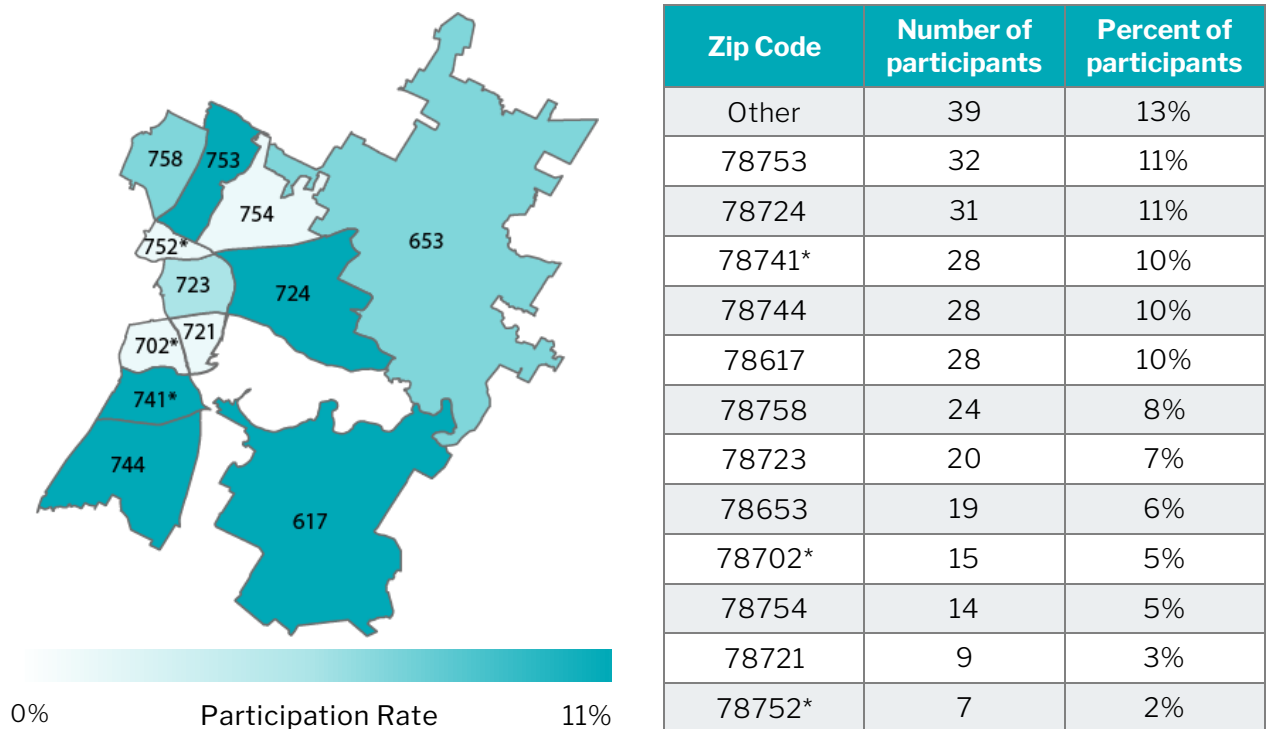 758
753
754
752*
653
723
724
702*
721
741*
744
617
0%
Participation Rate
11%
Zip Code Number of participants Percent of participants
Other 39 13%
78753 32 11%
78724 31 11%
78741* 28 10%
78744 28 10%
78617 28 10%
78758 24 8%
78723 20 7%
78653 19 6%
78702* 15 5%
78754 14 5%
78721 9 3%
78752* 7 2%